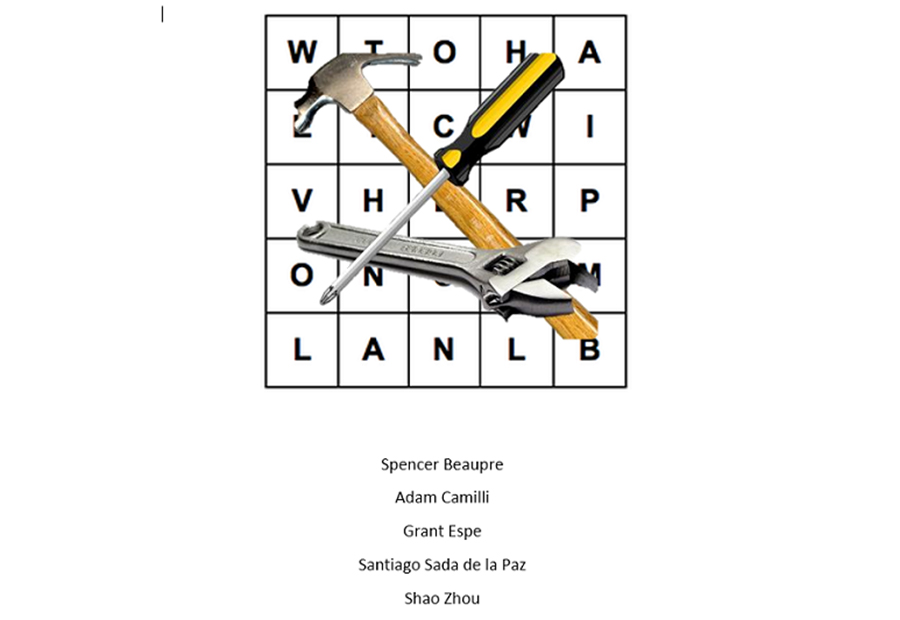 W T O H A
C W I
V H R P
O N M
L A N L B
Spencer Beaupre
Adam Camilli
Grant Espe
Santiago Sada de la Paz
Shao Zhou